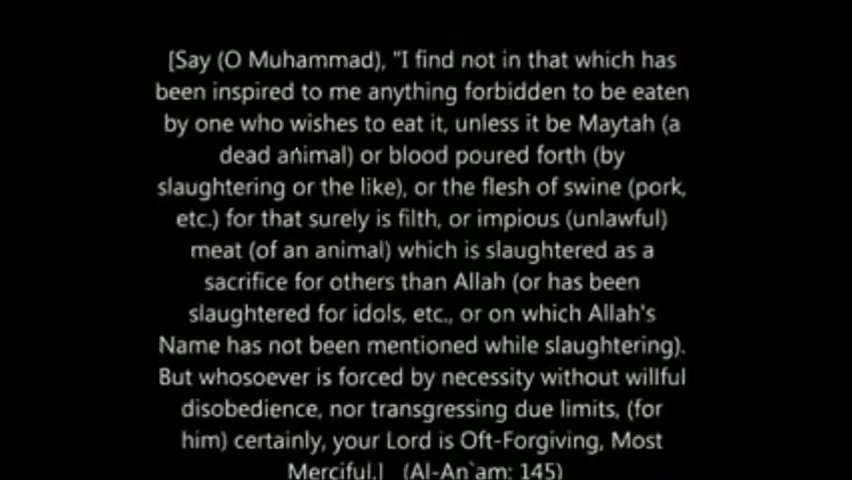 [Say (O Muhammad), "I find not in that which has
been inspired to me anything forbidden to be eaten
by one who wishes to eat it, unless it be Maytah (a
dead animal) or blood poured forth (by
slaughtering or the like), or the flesh of swine (pork,
etc.) for that surely is filth, or impious (unlawful)
meat (of an animal) which is slaughtered as a
sacrifice for others than Allah (or has been
slaughtered for idols, etc., or on which Allah's
Name has not been mentioned while slaughtering).
But whosoever is forced by necessity without willful
disobedience, nor transgressing due limits, (for
him) certainly, your Lord is Oft-Forgiving, Most
Merciful.] (Al-An`am: 145)